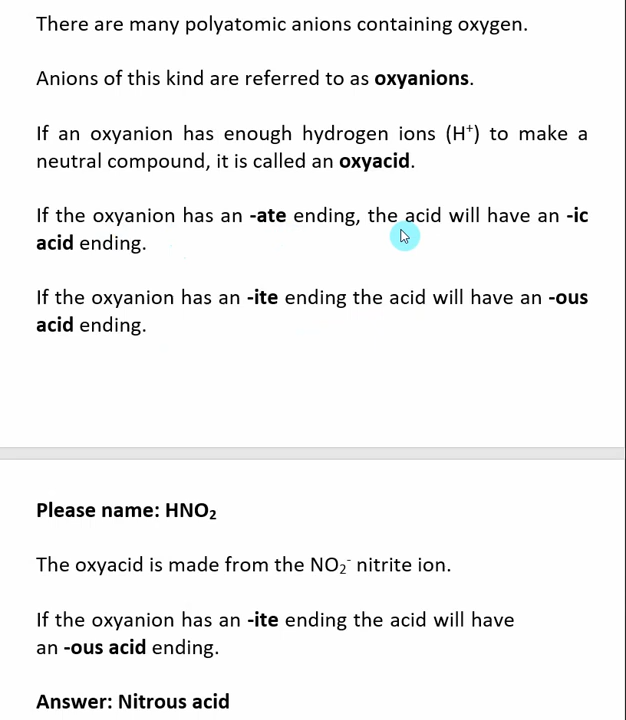 There are many polyatomic anions containing oxygen.
Anions of this kind are referred to as oxyanions.
If an oxyanion has enough hydrogen ions (H⁺) to make a
neutral compound, it is called an oxyacid.
If the oxyanion has an -ate ending, the acid will have an -ic
acid ending.
If the oxyanion has an -ite ending the acid will have an -ous
acid ending.
Please name: HNO₂
The oxyacid is made from the NO₂⁻ nitrite ion.
If the oxyanion has an -ite ending the acid will have
an -ous acid ending.
Answer: Nitrous acid